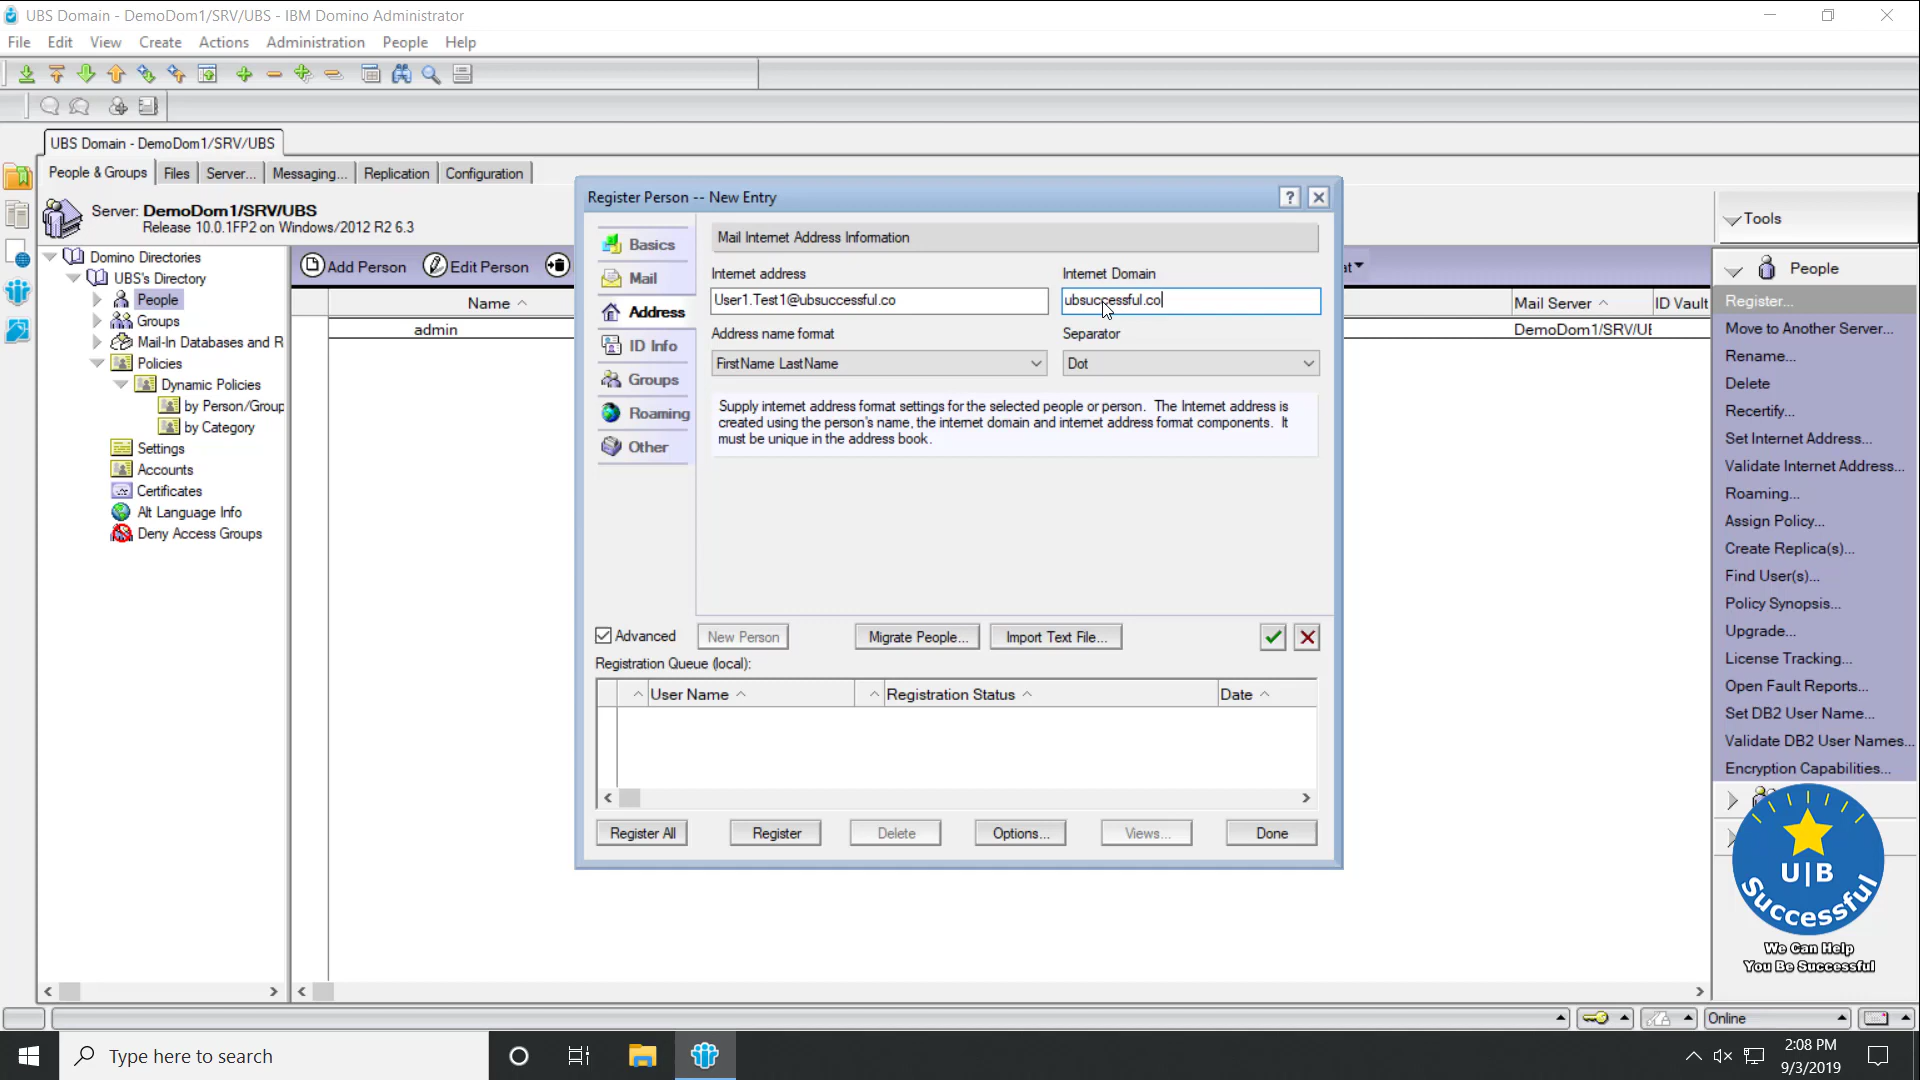 UBS Domain - DemoDom1/SRV/UBS - IBM Domino Administrator
File Edit View Create Actions Administration People Help
UBS Domain - DemoDom1/SRV/UBS
People & Groups Files Server... Messaging... Replication Configuration
Server: DemoDom1/SRV/UBS
Release 10.0.1FP2 on Windows/2012 R2 6.3
Domino Directories
UBS's Directory
People
Groups
Mail-In Databases and R
Policies
Dynamic Policies
by Person/Group
by Category
Settings
Accounts
Certificates
Alt Language Info
Deny Access Groups
Add Person Edit Person
Name
admin
Register Person -- New Entry
Basics
Mail
Address
ID Info
Groups
Roaming
Other
Mail Internet Address Information
Internet address Internet Domain
User1.Test1@ubsuccessful.co ubsuccessful.co
Address name format Separator
FirstName LastName Dot
Supply internet address format settings for the selected people or person. The Internet address is
created using the person's name, the internet domain and internet address format components. It
must be unique in the address book.
Advanced New Person Migrate People... Import Text File...
Registration Queue (local):
User Name Registration Status Date
Register All Register Delete Options... Views... Done
at
Mail Server ID Vault
DemoDom1/SRV/UE
Tools
People
Register...
Move to Another Server...
Rename...
Delete
Recertify...
Set Internet Address...
Validate Internet Address...
Roaming...
Assign Policy...
Create Replica(s)...
Find User(s)...
Policy Synopsis...
Upgrade...
License Tracking...
Open Fault Reports...
Set DB2 User Name...
Validate DB2 User Names...
Encryption Capabilities...
U|B
Successful
We Can Help
You Be Successful
Online
Type here to search
2:08 PM
9/3/2019